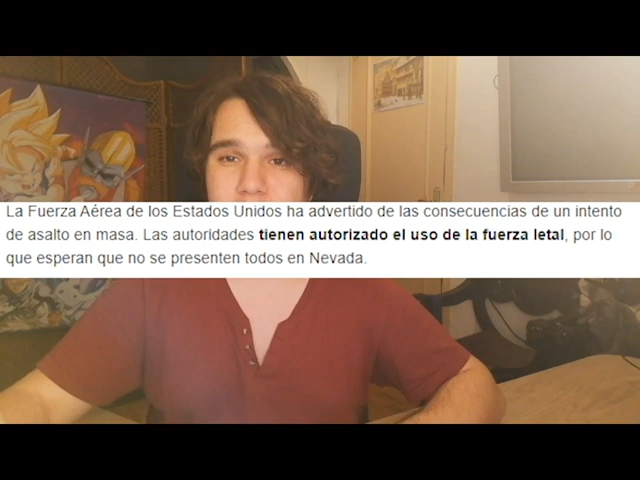 La Fuerza Aérea de los Estados Unidos ha advertido de las consecuencias de un intento
de asalto en masa. Las autoridades tienen autorizado el uso de la fuerza letal, por lo
que esperan que no se presenten todos en Nevada.